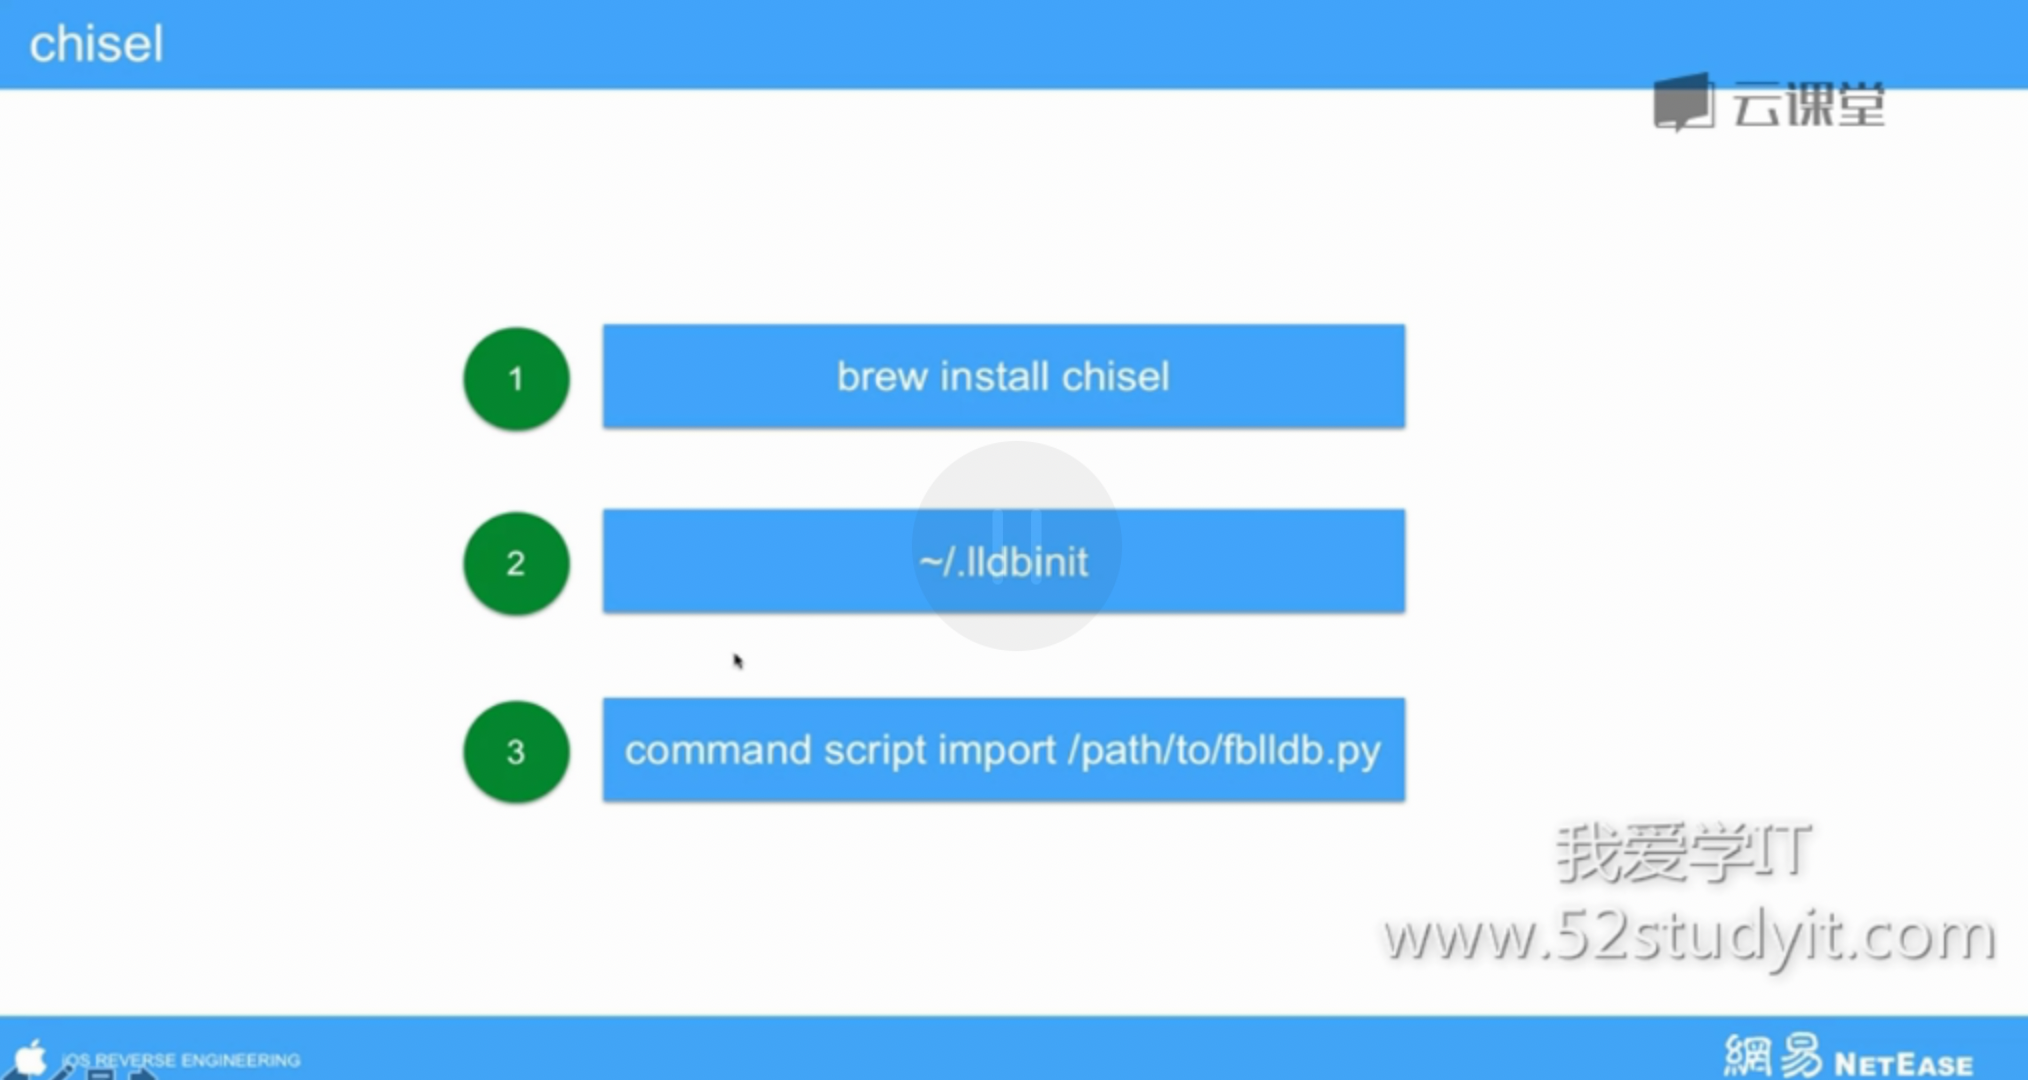 chisel
云课堂
1
brew install chisel
2
~/.lldbinit
3
command script import /path/to/fblldb.py
我爱学IT
www.52studyit.com
iOS REVERSE ENGINEERING
網易 NETEASE